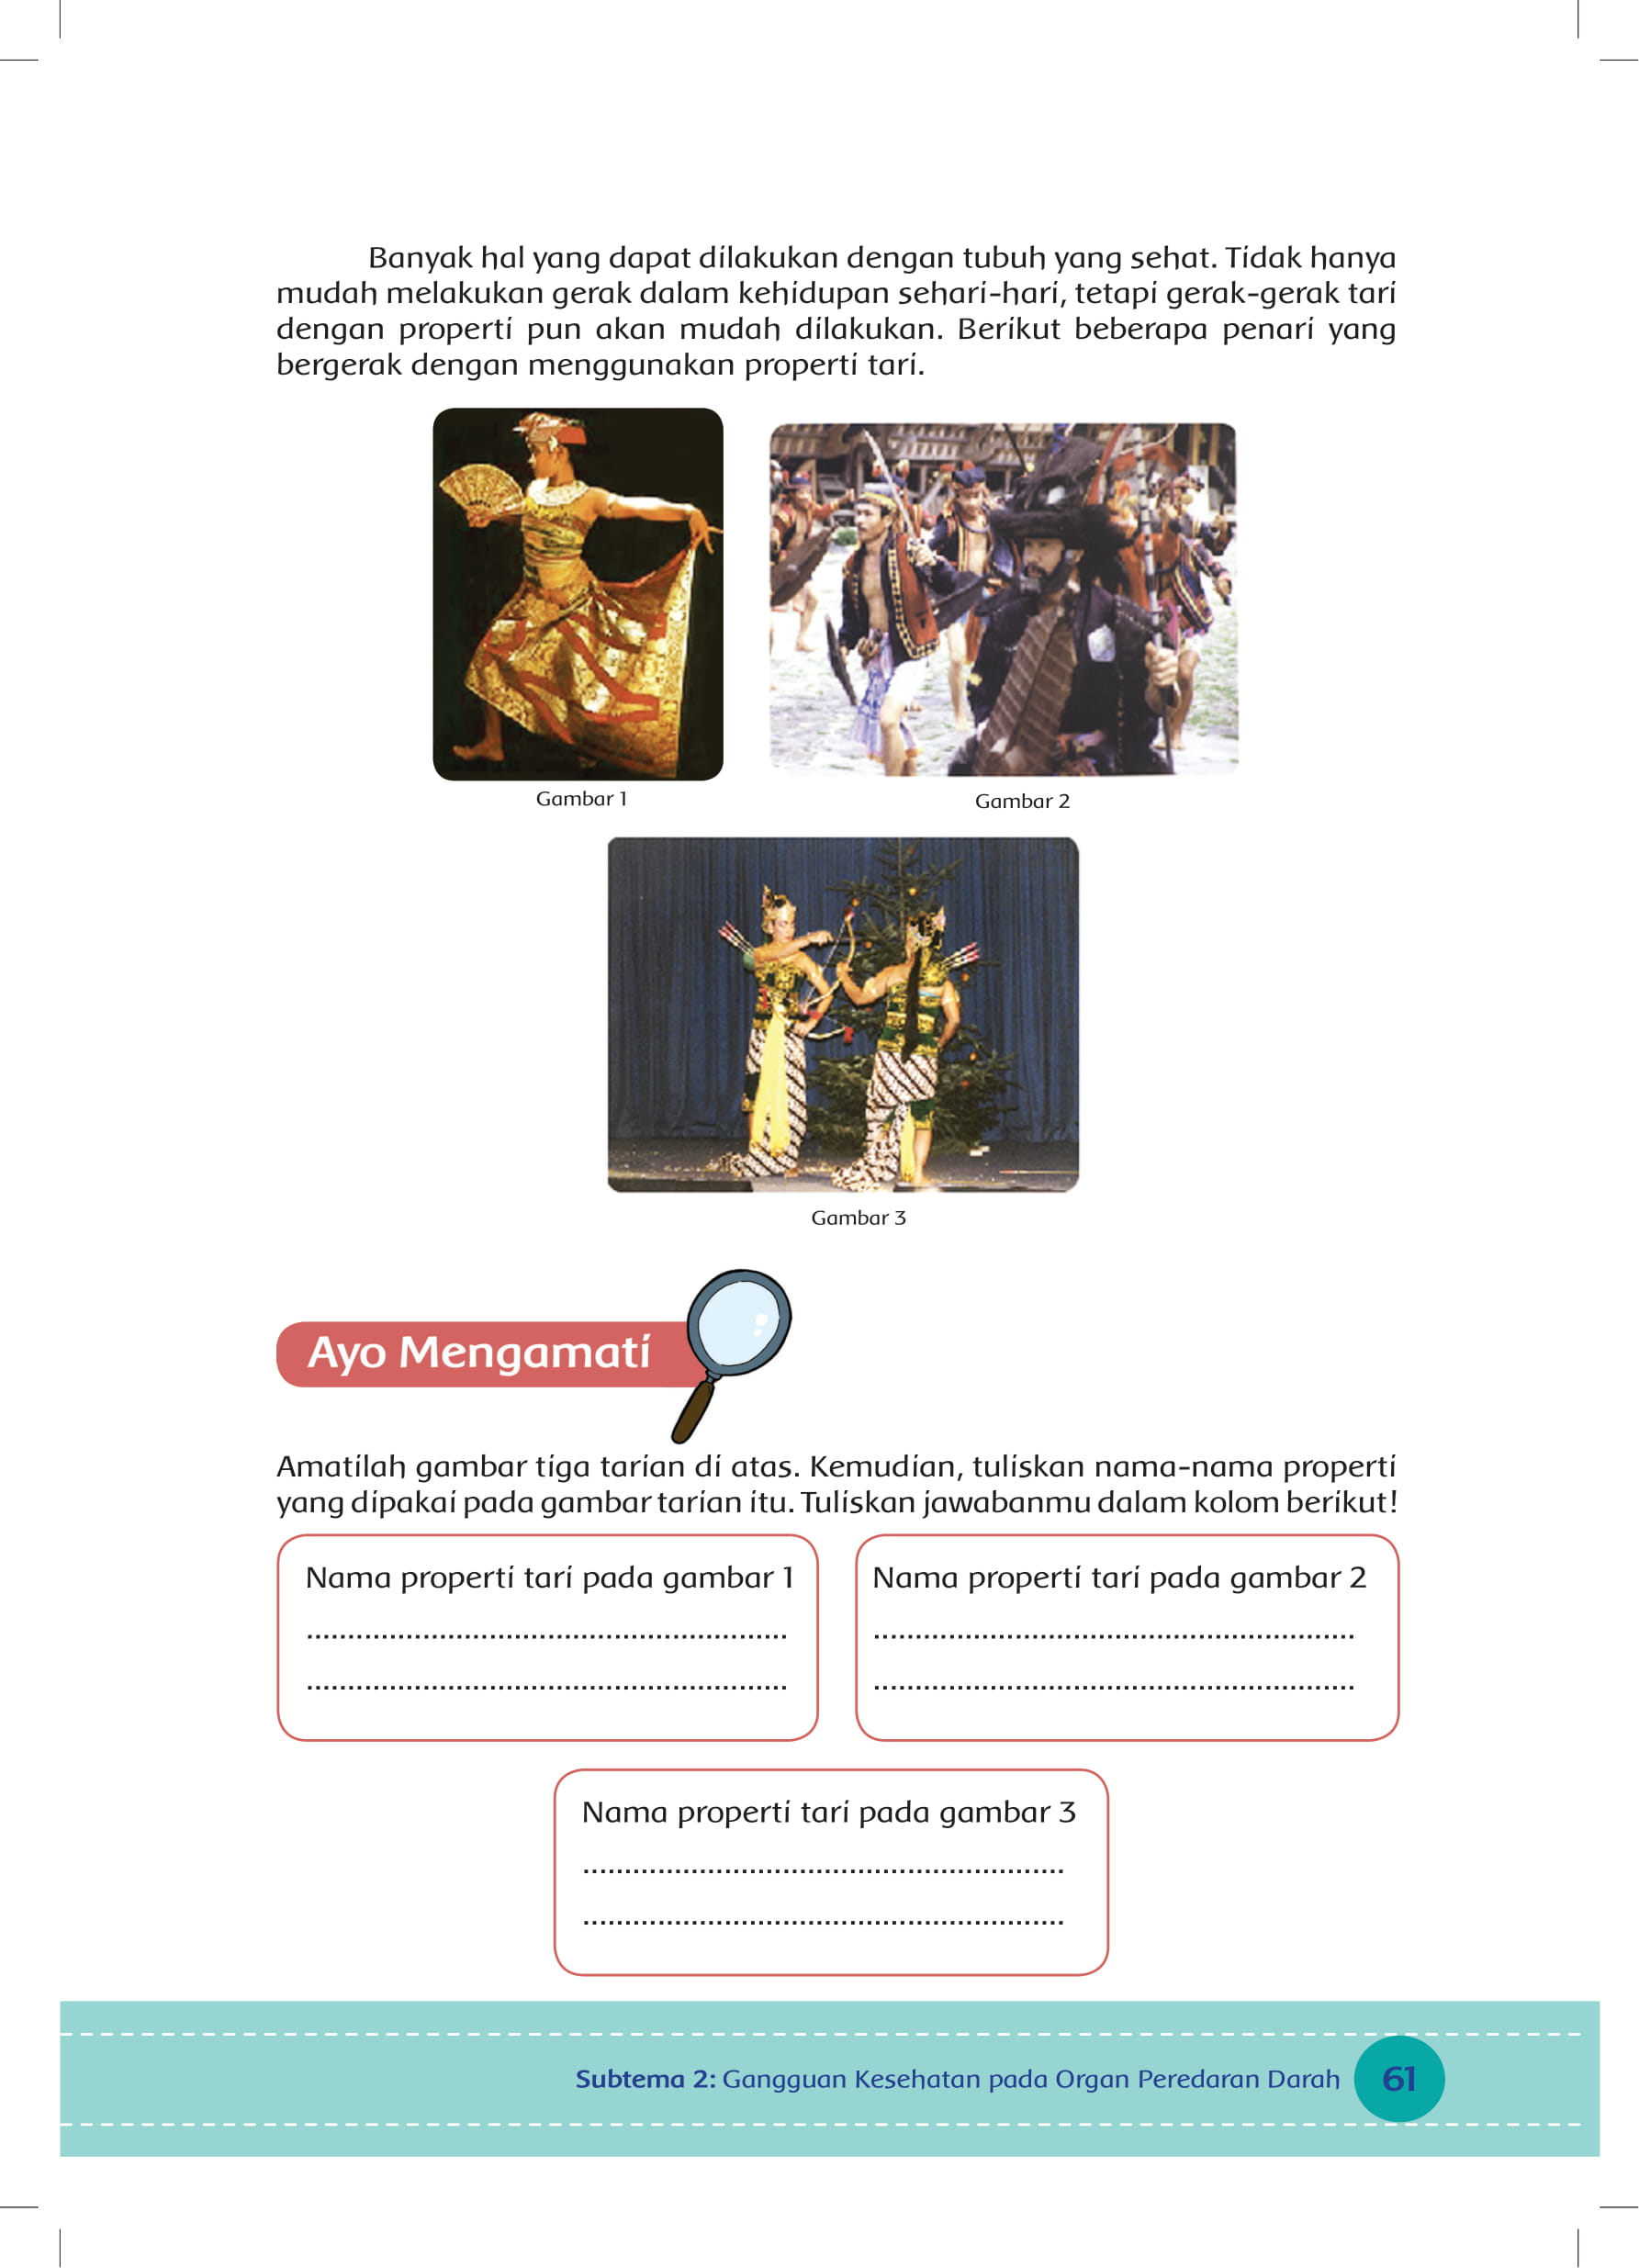 Banyak hal yang dapat dilakukan dengan tubuh yang sehat. Tidak hanya
mudah melakukan gerak dalam kehidupan sehari-hari, tetapi gerak-gerak tari
dengan properti pun akan mudah dilakukan. Berikut beberapa penari yang
bergerak dengan menggunakan properti tari.
Gambar 1
Gambar 2
Gambar 3
Ayo Mengamati
Amatilah gambar tiga tarian di atas. Kemudian, tuliskan nama-nama properti
yang dipakai pada gambar tarian itu. Tuliskan jawabanmu dalam kolom berikut!
Nama properti tari pada gambar 1
..........................................................
..........................................................
Nama properti tari pada gambar 2
..........................................................
..........................................................
Nama properti tari pada gambar 3
..........................................................
..........................................................
Subtema 2: Gangguan Kesehatan pada Organ Peredaran Darah 61